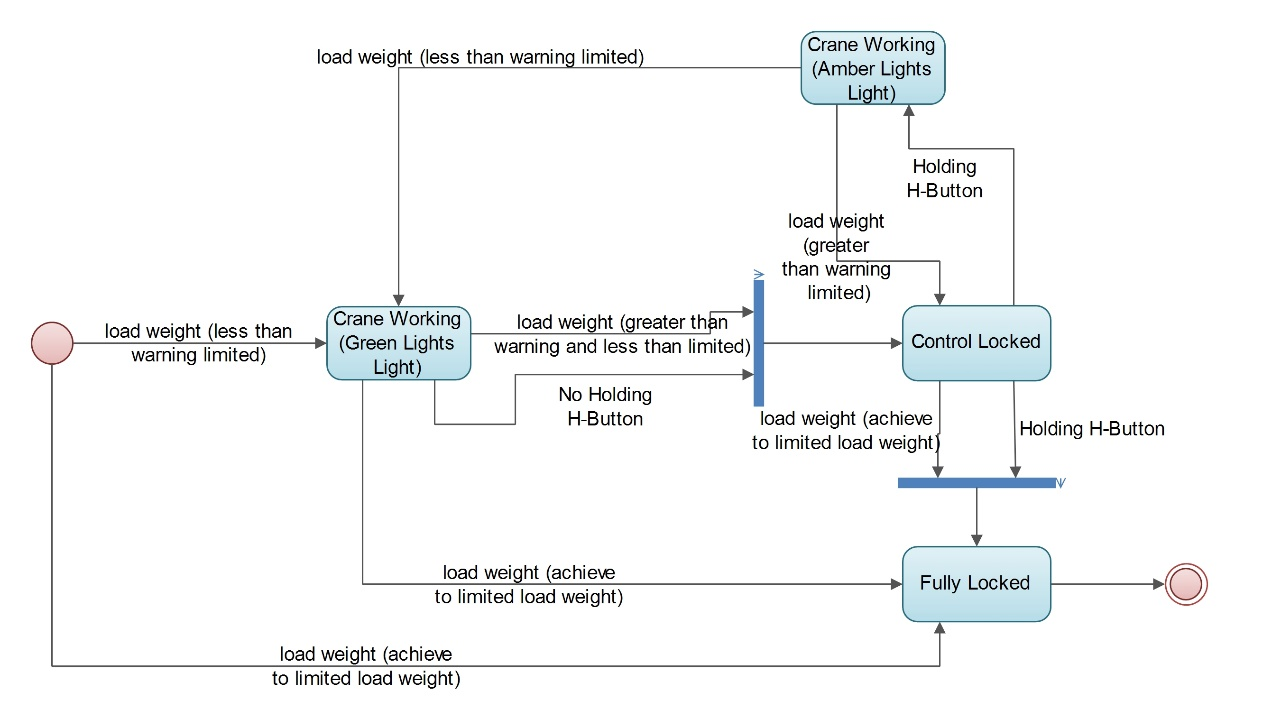 load weight (less than warning limited)
Crane Working
(Amber Lights
Light)
Holding
H-Button
load weight
(greater
than warning
limited)
load weight (less than
warning limited)
Crane Working
(Green Lights
Light)
load weight (greater than
warning and less than limited)
No Holding
H-Button
Control Locked
load weight (achieve
to limited load weight)
Holding H-Button
load weight (achieve
to limited load weight)
Fully Locked
load weight (achieve
to limited load weight)